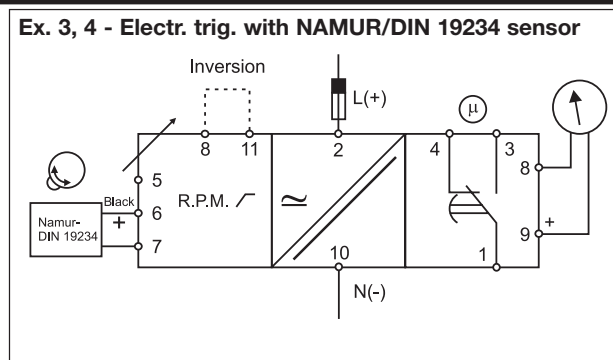 Ex. 3, 4 - Electr. trig. with NAMUR/DIN 19234 sensor
Inversion
L(+)
μ
8 11 2 4 3
8
5
Black
R.P.M.
6
Namur-
DIN 19234
+
7
≃
+
9
10 1
N(-)